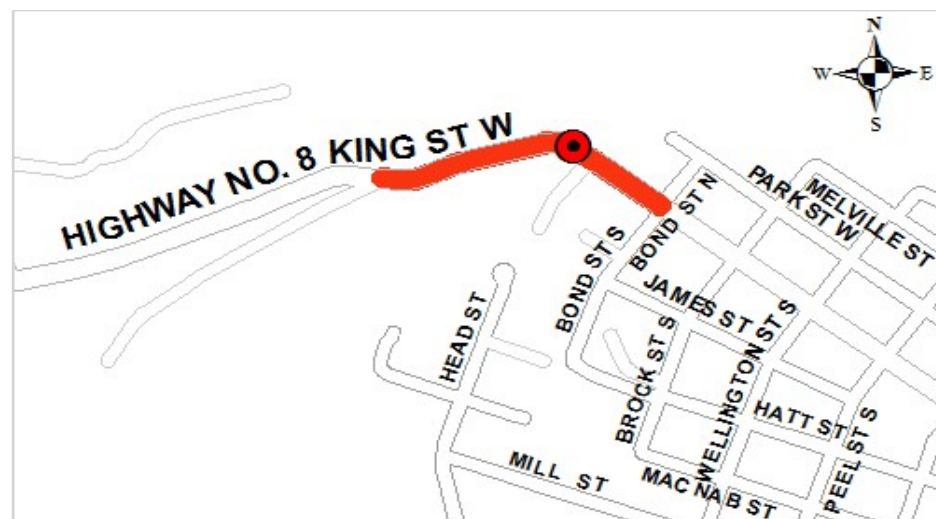 N
W E
S
HIGHWAY NO. 8 KING ST W
PARK ST W
MELVILLE ST
BOND ST N
BOND ST S
JAMES ST
HEAD ST
BROCK ST S
WELLINGTON ST S
HATT ST
PEEL ST S
MILL ST
MAC NAB ST